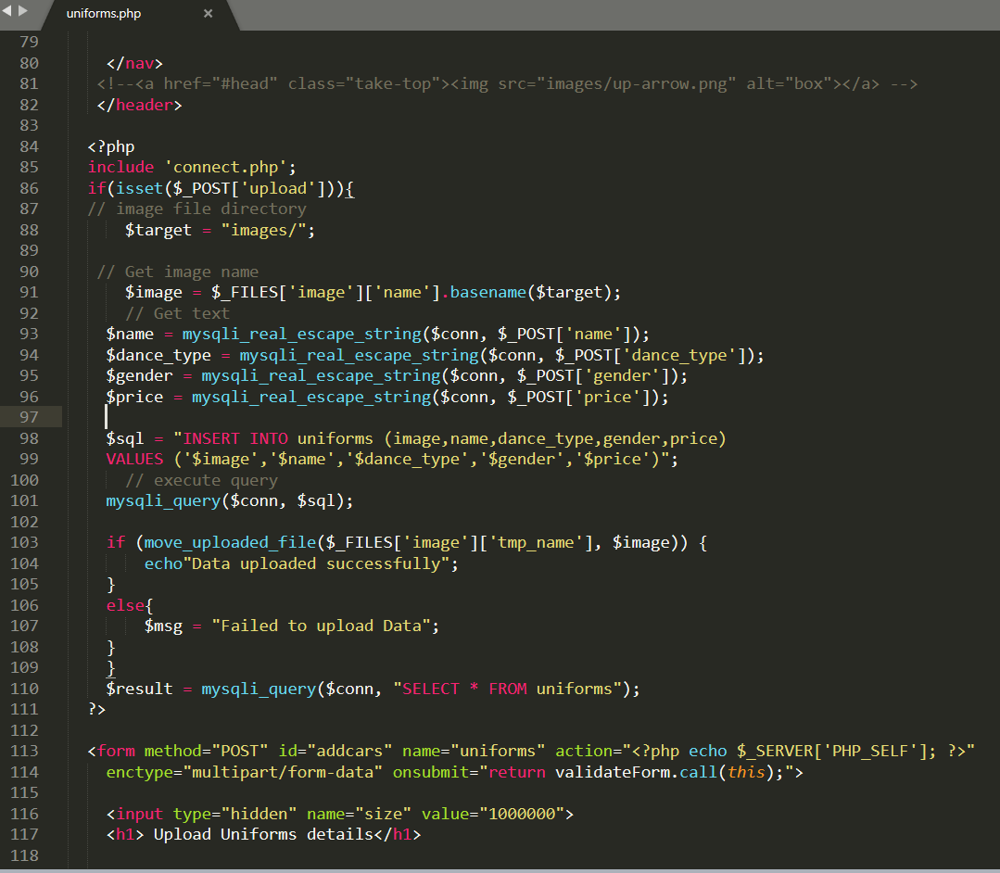 uniforms.php ×
79
80 </nav>
81 <!--<a href="#head" class="take-top"><img src="images/up-arrow.png" alt="box"></a> -->
82 </header>
83
84 <?php
85 include 'connect.php';
86 if(isset($_POST['upload'])){
87 // image file directory
88 $target = "images/";
89
90 // Get image name
91 $image = $_FILES['image']['name'].basename($target);
92 // Get text
93 $name = mysqli_real_escape_string($conn, $_POST['name']);
94 $dance_type = mysqli_real_escape_string($conn, $_POST['dance_type']);
95 $gender = mysqli_real_escape_string($conn, $_POST['gender']);
96 $price = mysqli_real_escape_string($conn, $_POST['price']);
97
98 $sql = "INSERT INTO uniforms (image,name,dance_type,gender,price)
99 VALUES ('$image','$name','$dance_type','$gender','$price')";
100 // execute query
101 mysqli_query($conn, $sql);
102
103 if (move_uploaded_file($_FILES['image']['tmp_name'], $image)) {
104 echo"Data uploaded successfully";
105 }
106 else{
107 $msg = "Failed to upload Data";
108 }
109 }
110 $result = mysqli_query($conn, "SELECT * FROM uniforms");
111 ?>
112
113 <form method="POST" id="addcars" name="uniforms" action="<?php echo $_SERVER['PHP_SELF']; ?>"
114 enctype="multipart/form-data" onsubmit="return validateForm.call(this);">
115
116 <input type="hidden" name="size" value="1000000">
117 <h1> Upload Uniforms details</h1>
118